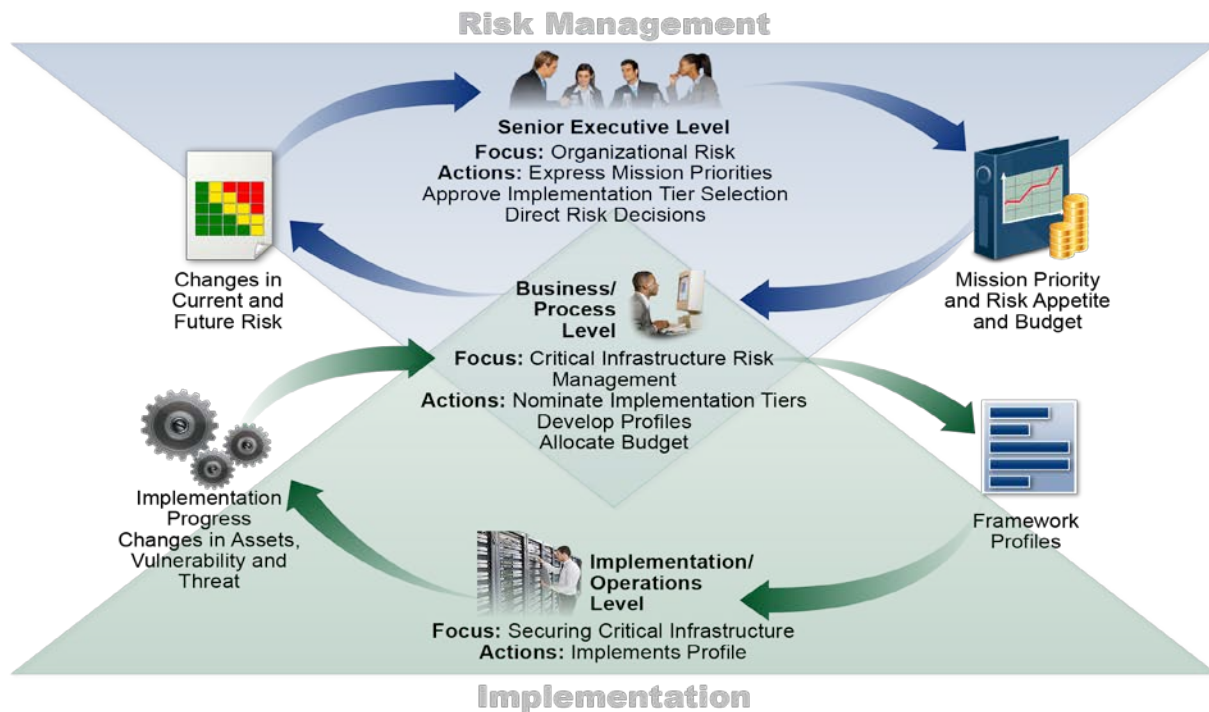 Risk Management
Senior Executive Level
Focus: Organizational Risk
Actions: Express Mission Priorities
Approve Implementation Tier Selection
Direct Risk Decisions
Changes in
Current and
Future Risk
Mission Priority
and Risk Appetite
and Budget
Business/
Process
Level
Focus: Critical Infrastructure Risk
Management
Actions: Nominate Implementation Tiers
Develop Profiles
Allocate Budget
Implementation
Progress
Changes in Assets,
Vulnerability and
Threat
Framework
Profiles
Implementation/
Operations
Level
Focus: Securing Critical Infrastructure
Actions: Implements Profile
Implementation